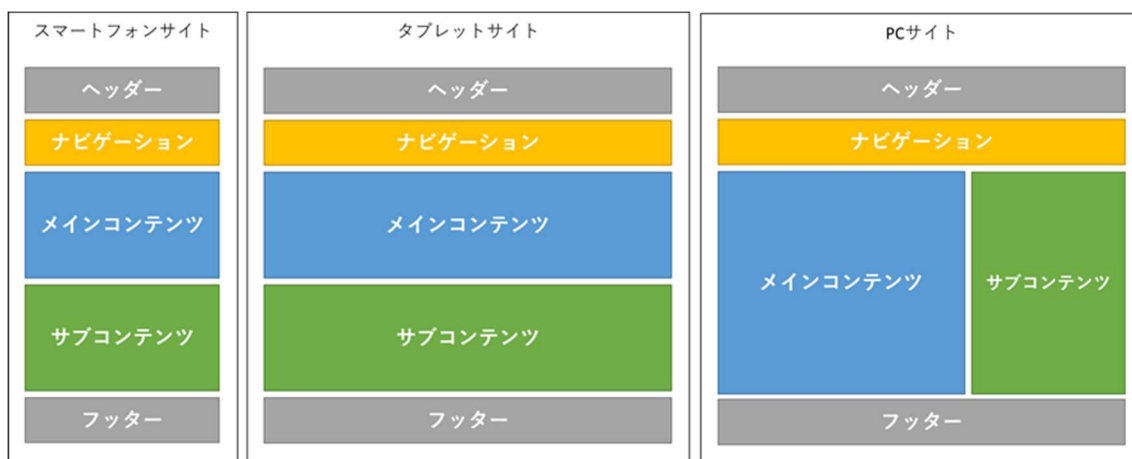 スマートフォンサイト
ヘッダー
ナビゲーション
メインコンテンツ
サブコンテンツ
フッター
タブレットサイト
ヘッダー
ナビゲーション
メインコンテンツ
サブコンテンツ
フッター
PCサイト
ヘッダー
ナビゲーション
メインコンテンツ
サブコンテンツ
フッター